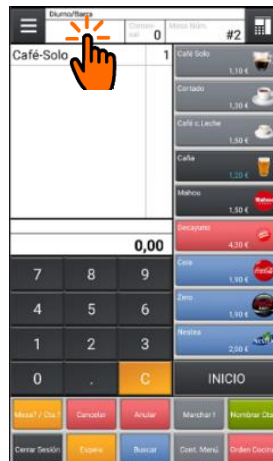 Diurno/Barra
Comen-
sal 0
Mesa Núm.
#2
Café-Solo 1
0,00
Café Solo
1,10 €
Cortado
1,30 €
Café c. Leche
1,50 €
Caña
1,20 €
Mahou
1,50 €
Decayuno
4,30 €
Cola
1,90 €
Zero
1,90 €
Nestea
2,00 €
7 8 9
4 5 6
1 2 3
0 . C
INICIO
Mesa? / Cta.?
Cancelar
Anular
Marchar 1
Nombrar Cta
Cerrar Sesión
Espera
Buscar
Cont. Menú
Orden Cocina